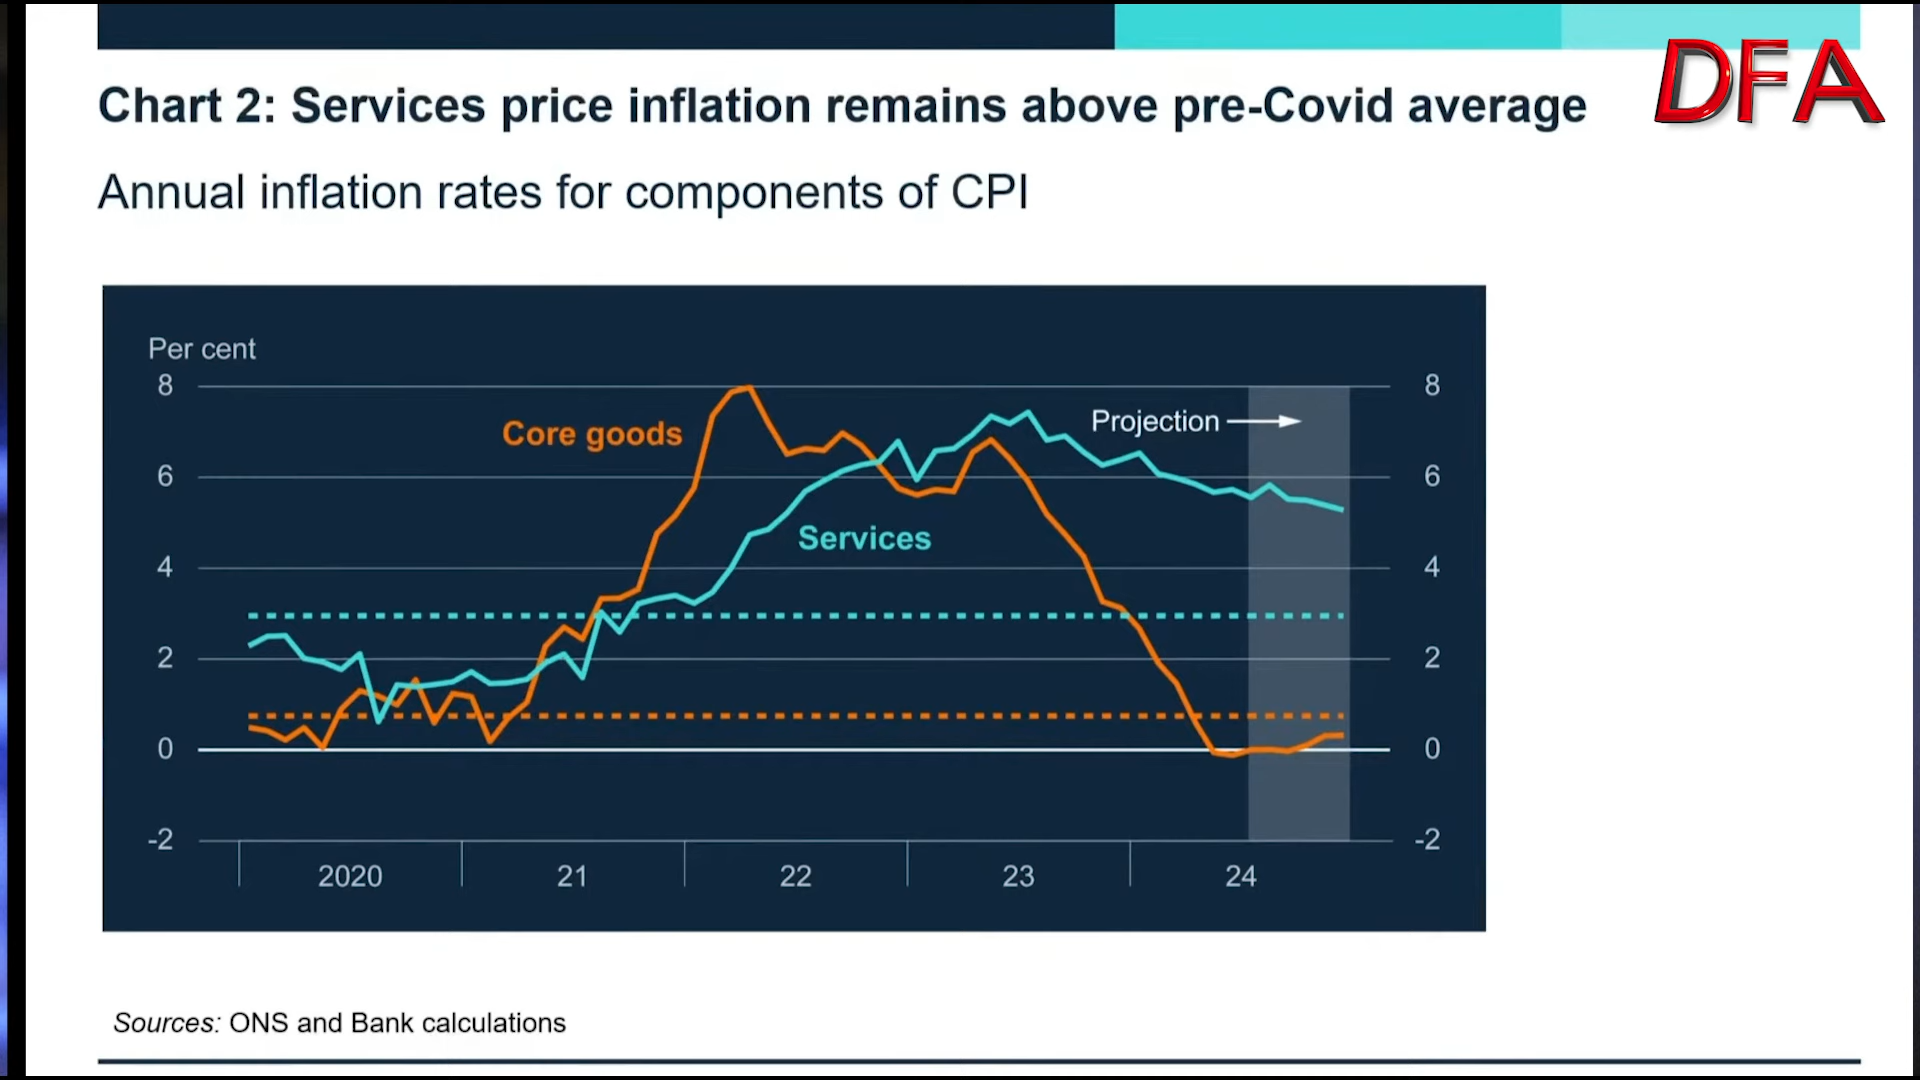 DFA
Chart 2: Services price inflation remains above pre-Covid average
Annual inflation rates for components of CPI
Per cent
8
8
Projection
Core goods
6
6
Services
4
4
2
2
0
0
-2
-2
2020
21
22
23
24
Sources: ONS and Bank calculations